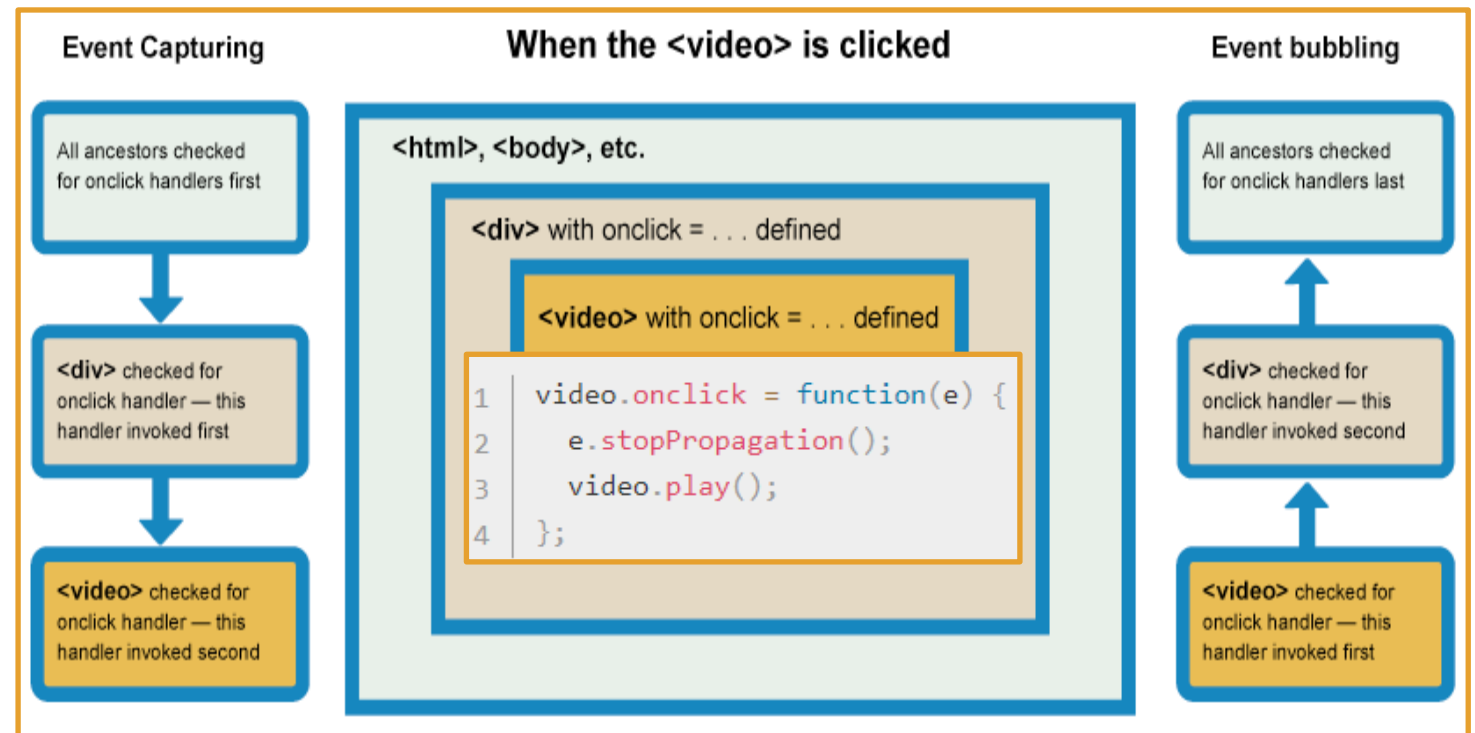 Event Capturing
When the <video> is clicked
Event bubbling
All ancestors checked
for onclick handlers first
<div> checked for
onclick handler — this
handler invoked first
<video> checked for
onclick handler — this
handler invoked second
<html>, <body>, etc.
<div> with onclick = . . . defined
<video> with onclick = . . . defined
1 video.onclick = function(e) {
2 e.stopPropagation();
3 video.play();
4 };
All ancestors checked
for onclick handlers last
<div> checked for
onclick handler — this
handler invoked second
<video> checked for
onclick handler — this
handler invoked first